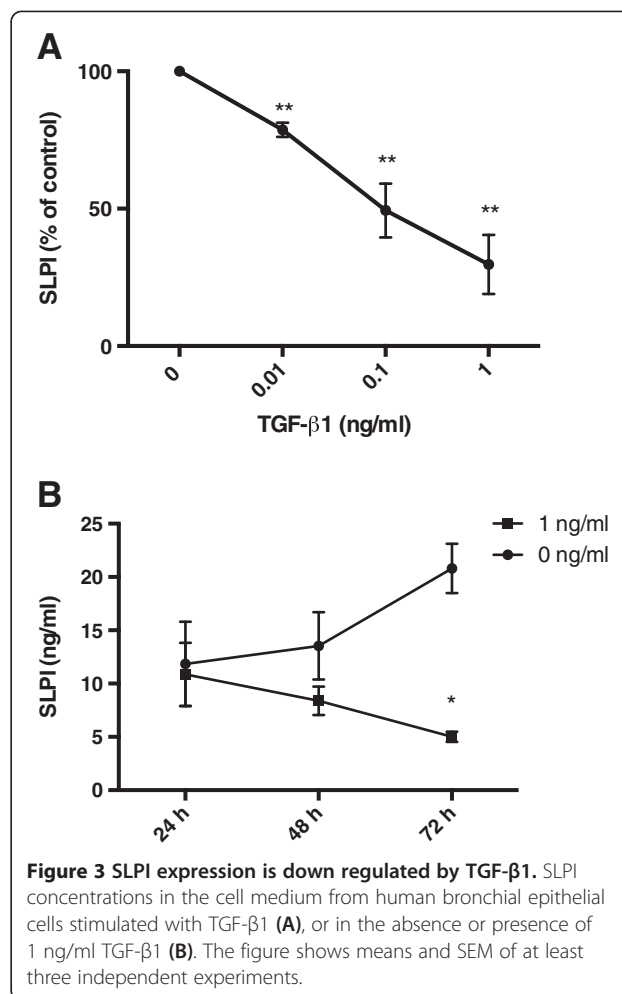 A
100
50
0
SLPI (% of control)
**
**
**
0
0.01
0.1
1
TGF-β1 (ng/ml)
B
25
20
15
10
5
0
SLPI (ng/ml)
1 ng/ml
0 ng/ml
*
24 h
48 h
72 h
Figure 3 SLPI expression is down regulated by TGF-β1. SLPI
concentrations in the cell medium from human bronchial epithelial
cells stimulated with TGF-β1 (A), or in the absence or presence of
1 ng/ml TGF-β1 (B). The figure shows means and SEM of at least
three independent experiments.